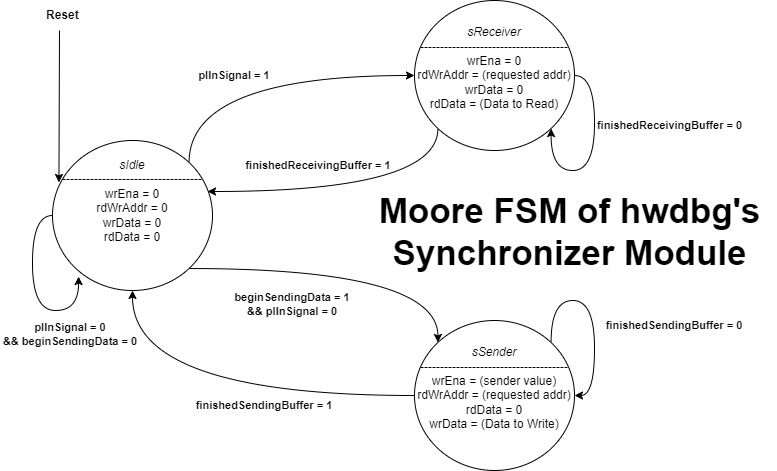 Reset
sReceiver
wrEna = 0
rdWrAddr = (requested addr)
wrData = 0
rdData = (Data to Read)
plInSignal = 1
finishedReceivingBuffer = 0
finishedReceivingBuffer = 1
sIdle
wrEna = 0
rdWrAddr = 0
wrData = 0
rdData = 0
Moore FSM of hwdbg's
Synchronizer Module
beginSendingData = 1
&& plInSignal = 0
plInSignal = 0
&& beginSendingData = 0
finishedSendingBuffer = 0
sSender
wrEna = (sender value)
rdWrAddr = (requested addr)
rdData = 0
wrData = (Data to Write)
finishedSendingBuffer = 1